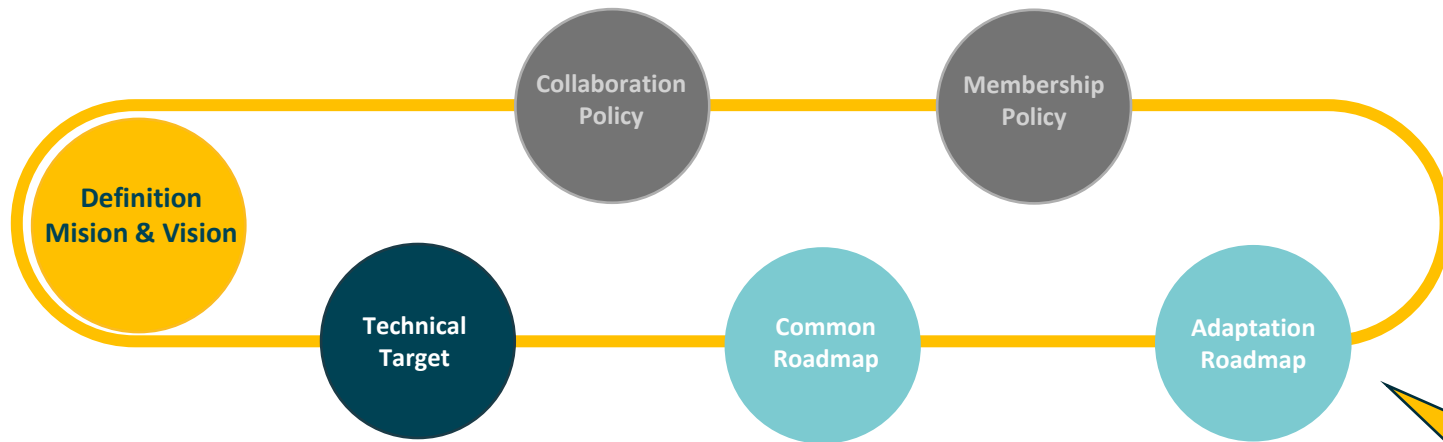 Collaboration
Policy
Membership
Policy
Definition
Mision & Vision
Technical
Target
Common
Roadmap
Adaptation
Roadmap